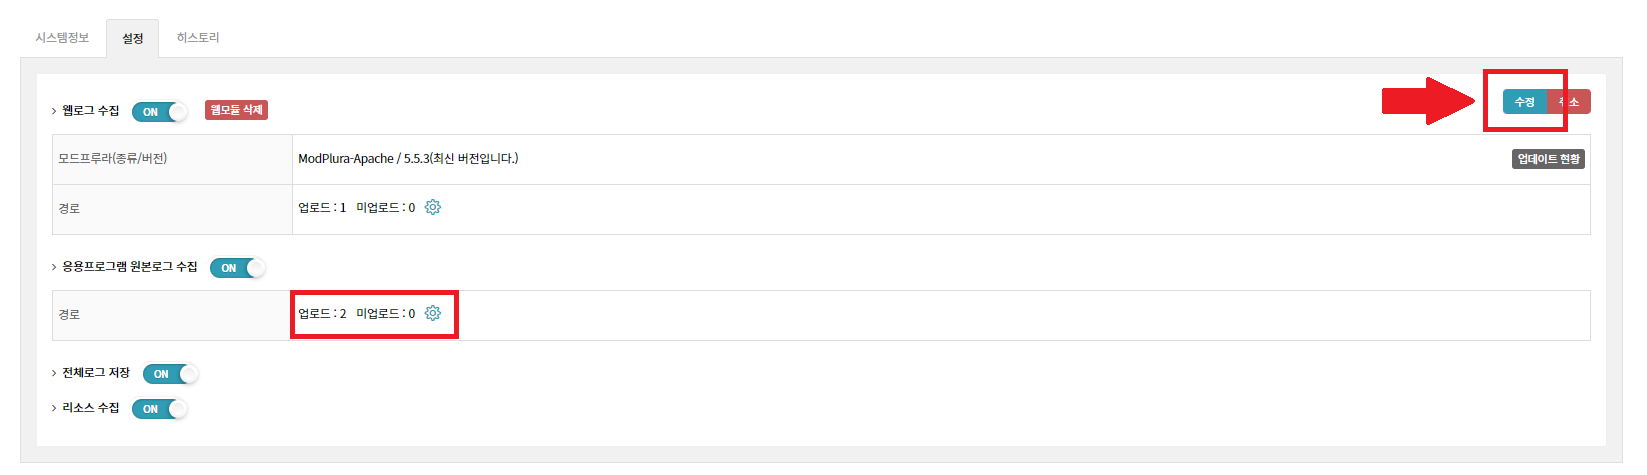 시스템정보 설정 히스토리
웹로그 수집 ON 웹모듈 삭제 수정 취소
모드프루라(종류/버전) ModPlura-Apache / 5.5.3(최신 버전입니다.) 업데이트 현황
경로 업로드 : 1 미업로드 : 0
응용프로그램 원본로그 수집 ON
경로 업로드 : 2 미업로드 : 0
전체로그 저장 ON
리소스 수집 ON